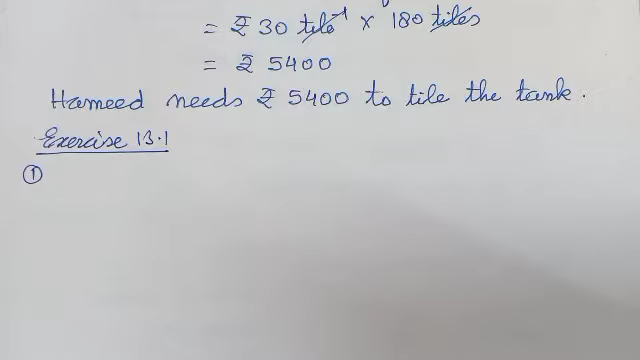 = ₹ 30 tile⁻¹ × 180 tiles
= ₹ 5400
Hameed needs ₹ 5400 to tile the tank.
Exercise 13.1
①